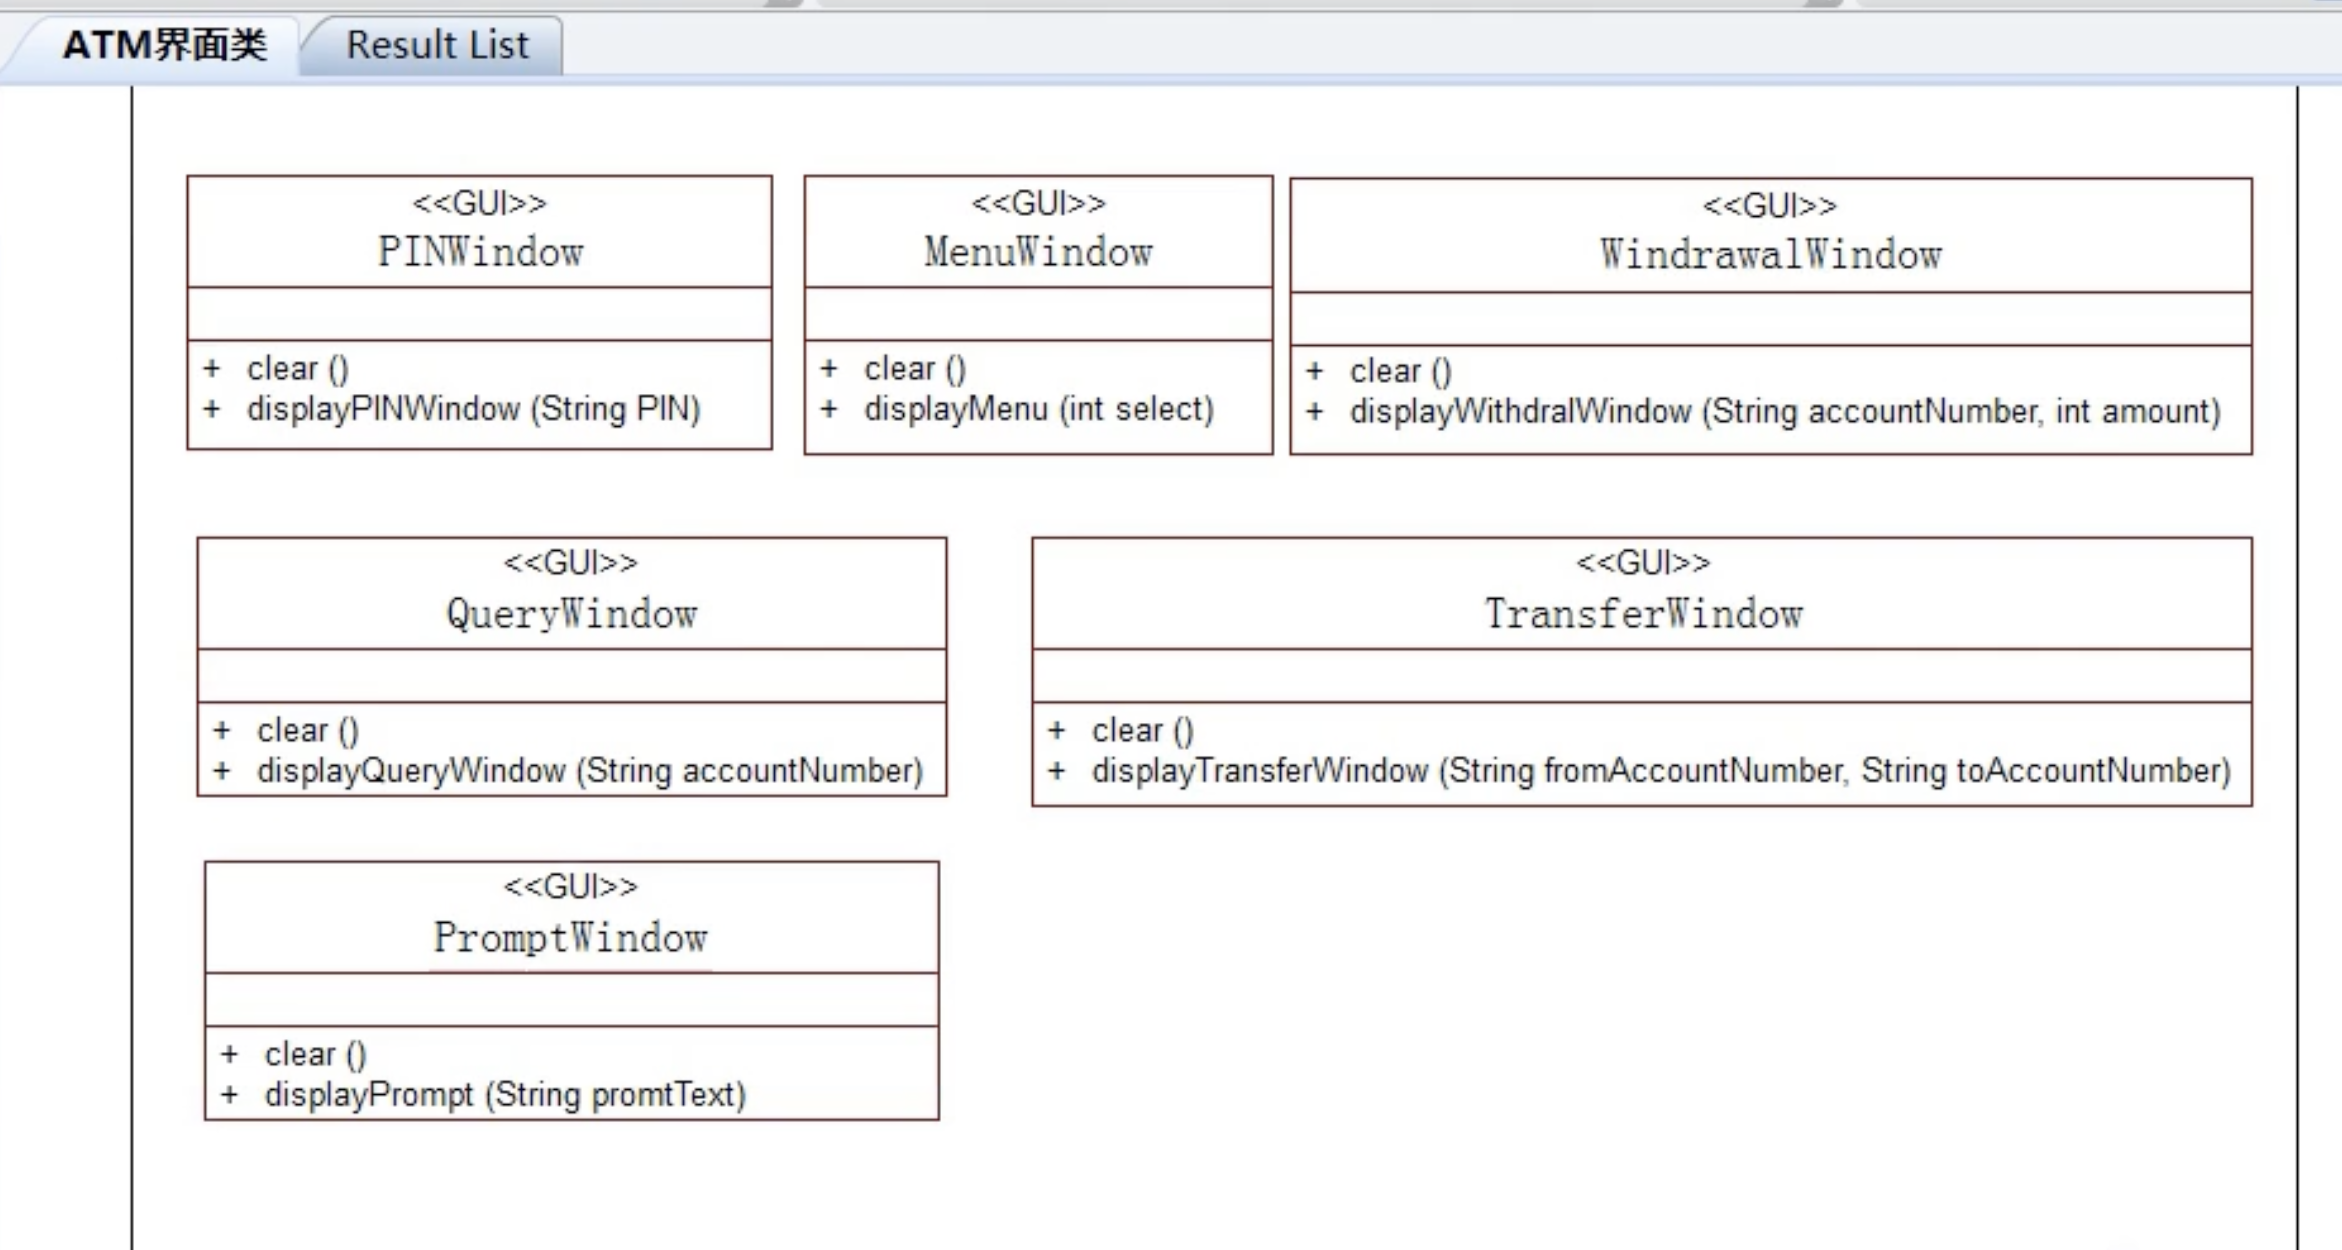 ATM界面类
Result List
<<GUI>>
PINWindow
+ clear ()
+ displayPINWindow (String PIN)
<<GUI>>
MenuWindow
+ clear ()
+ displayMenu (int select)
<<GUI>>
WindrawalWindow
+ clear ()
+ displayWithdralWindow (String accountNumber, int amount)
<<GUI>>
QueryWindow
+ clear ()
+ displayQueryWindow (String accountNumber)
<<GUI>>
TransferWindow
+ clear ()
+ displayTransferWindow (String fromAccountNumber, String toAccountNumber)
<<GUI>>
PromptWindow
+ clear ()
+ displayPrompt (String promtText)